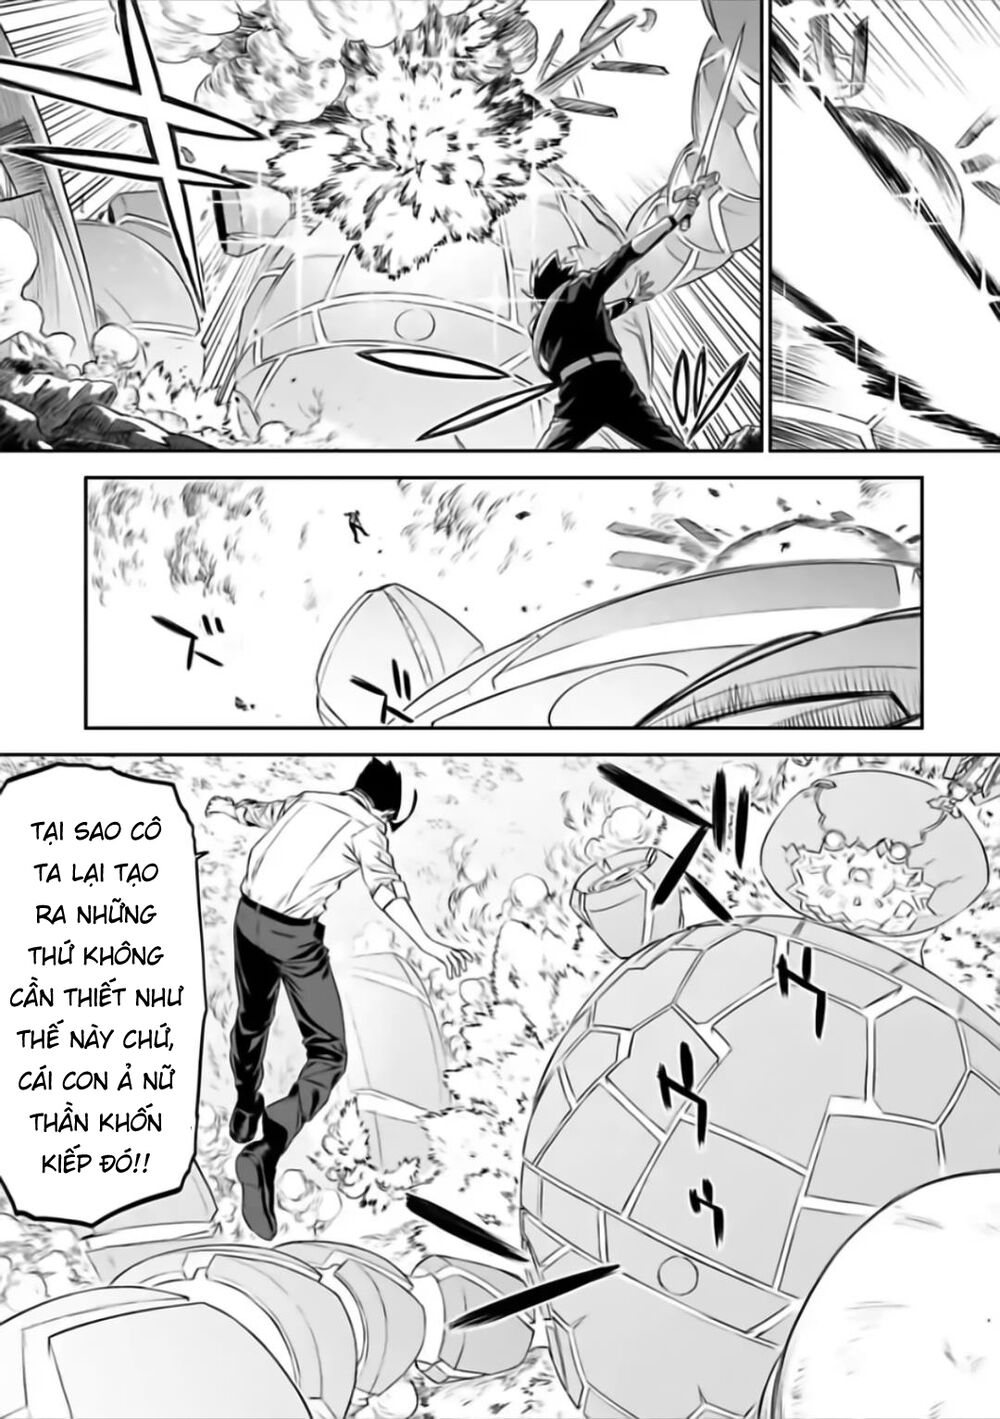 TẠI SAO CÔ
TA LẠI TẠO
RA NHỮNG
THỨ KHÔNG
CẦN THIẾT NHƯ
THẾ NÀY CHỨ,
CÁI CON Ả NỮ
THẦN KHỐN
KIẾP ĐÓ!!